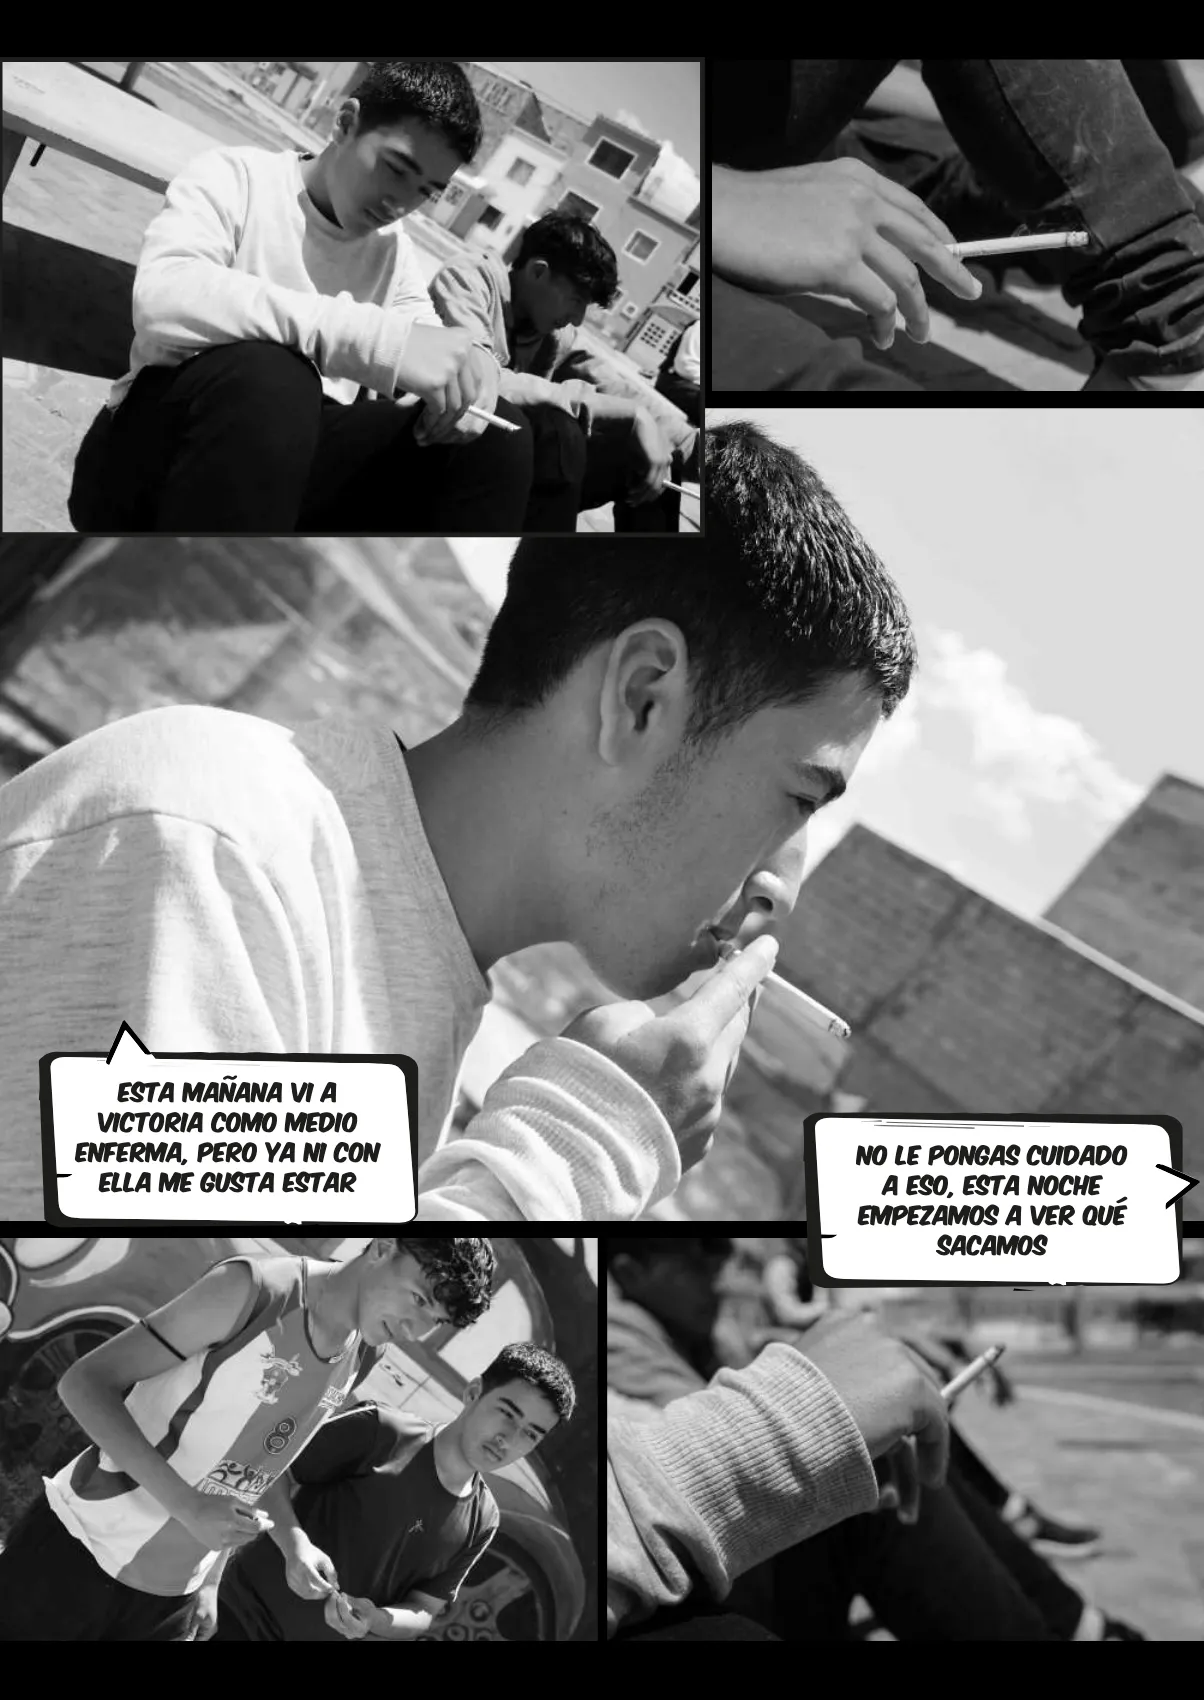 ESTA MAÑANA VI A
VICTORIA COMO MEDIO
ENFERMA, PERO YA NI CON
ELLA ME GUSTA ESTAR
NO LE PONGAS CUIDADO
A ESO, ESTA NOCHE
EMPEZAMOS A VER QUÉ
SACAMOS
8